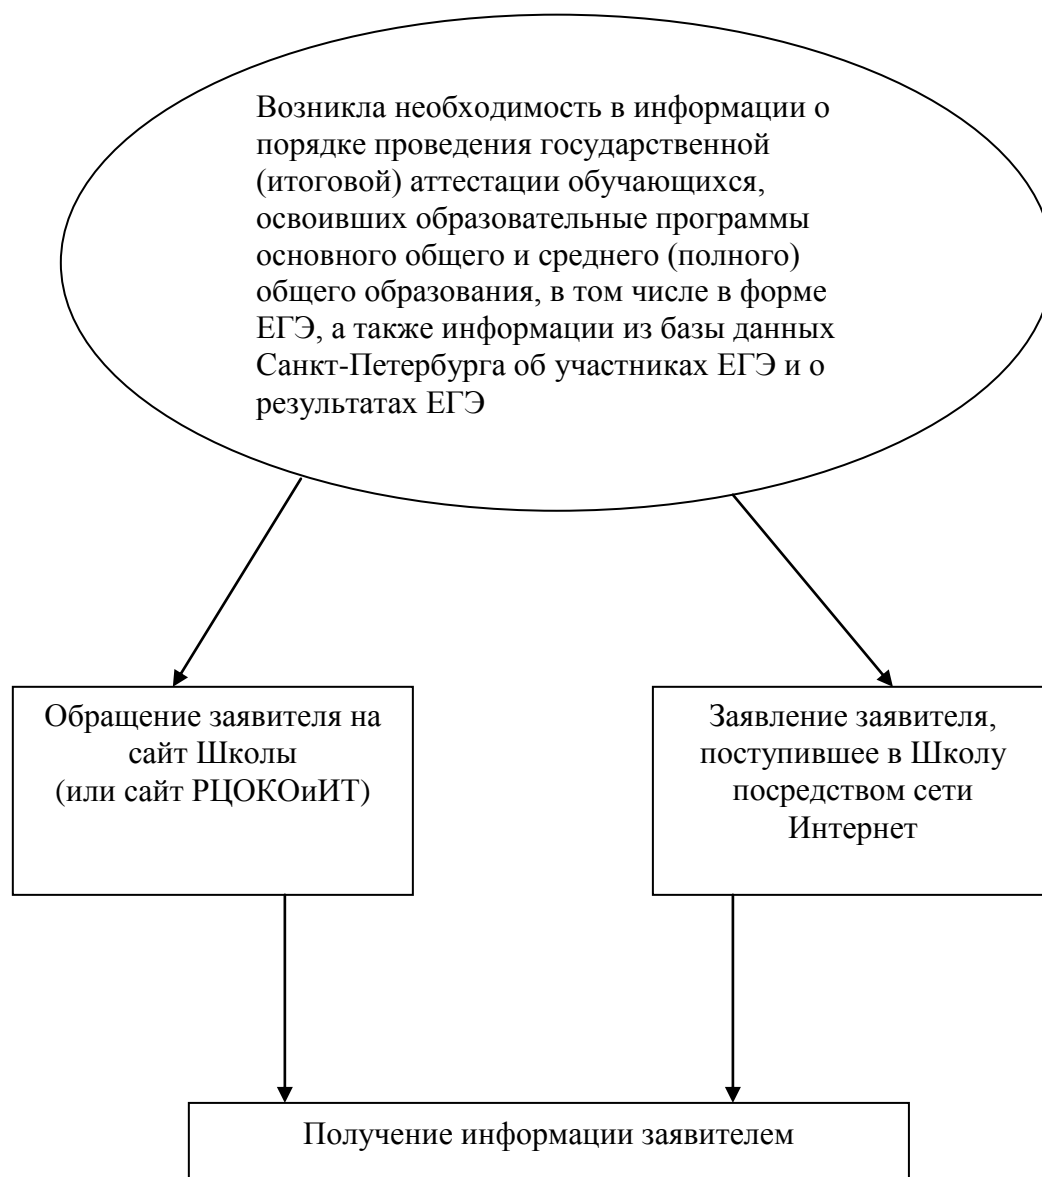 Возникла необходимость в информации о
порядке проведения государственной
(итоговой) аттестации обучающихся,
освоивших образовательные программы
основного общего и среднего (полного)
общего образования, в том числе в форме
ЕГЭ, а также информации из базы данных
Санкт-Петербурга об участниках ЕГЭ и о
результатах ЕГЭ
Обращение заявителя на
сайт Школы
(или сайт РЦОКОиИТ)
Заявление заявителя,
поступившее в Школу
посредством сети
Интернет
Получение информации заявителем